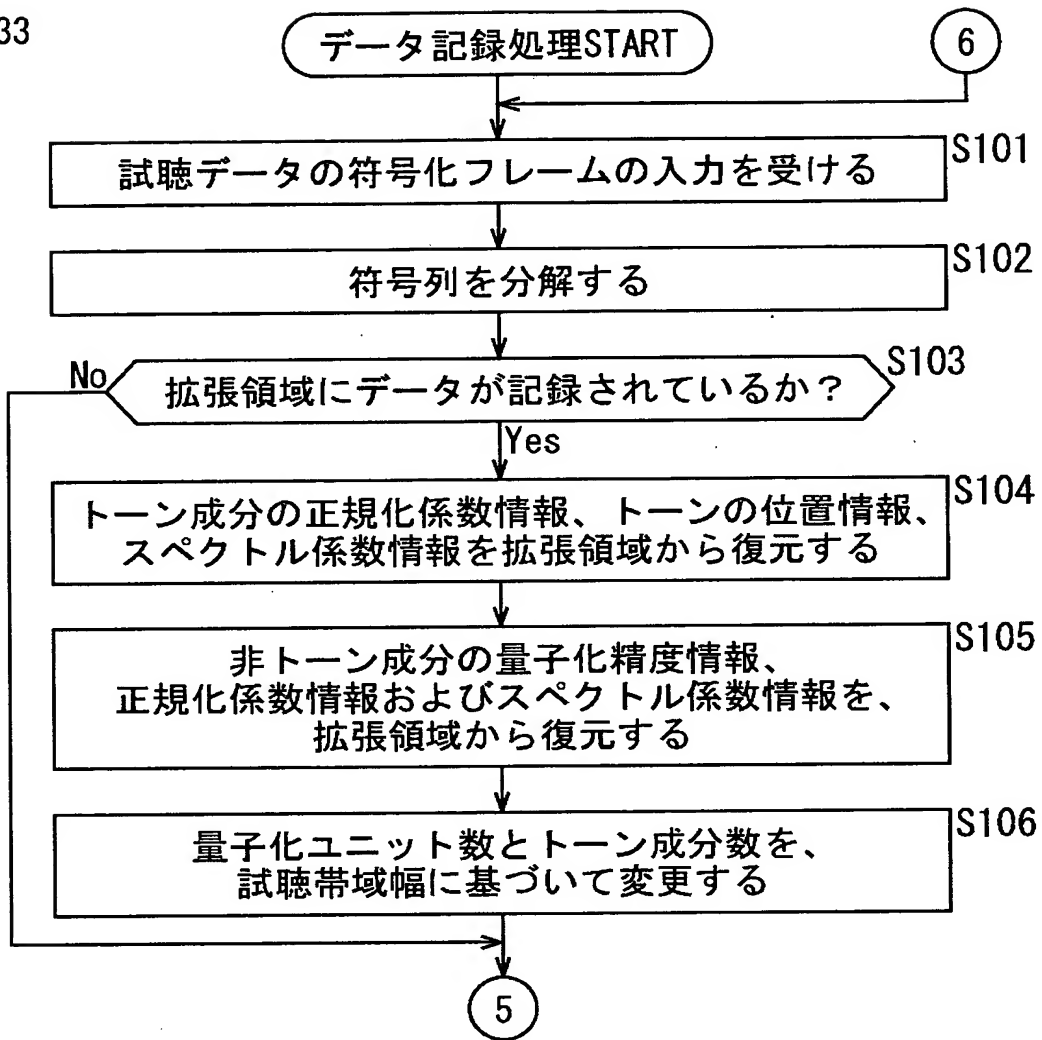 33
データ記録処理START
6
試聴データの符号化フレームの入力を受ける
S101
符号列を分解する
S102
拡張領域にデータが記録されているか?
S103
No
Yes
トーン成分の正規化係数情報、トーンの位置情報、
スペクトル係数情報を拡張領域から復元する
S104
非トーン成分の量子化精度情報、
正規化係数情報およびスペクトル係数情報を、
拡張領域から復元する
S105
量子化ユニット数とトーン成分数を、
試聴帯域幅に基づいて変更する
S106
5